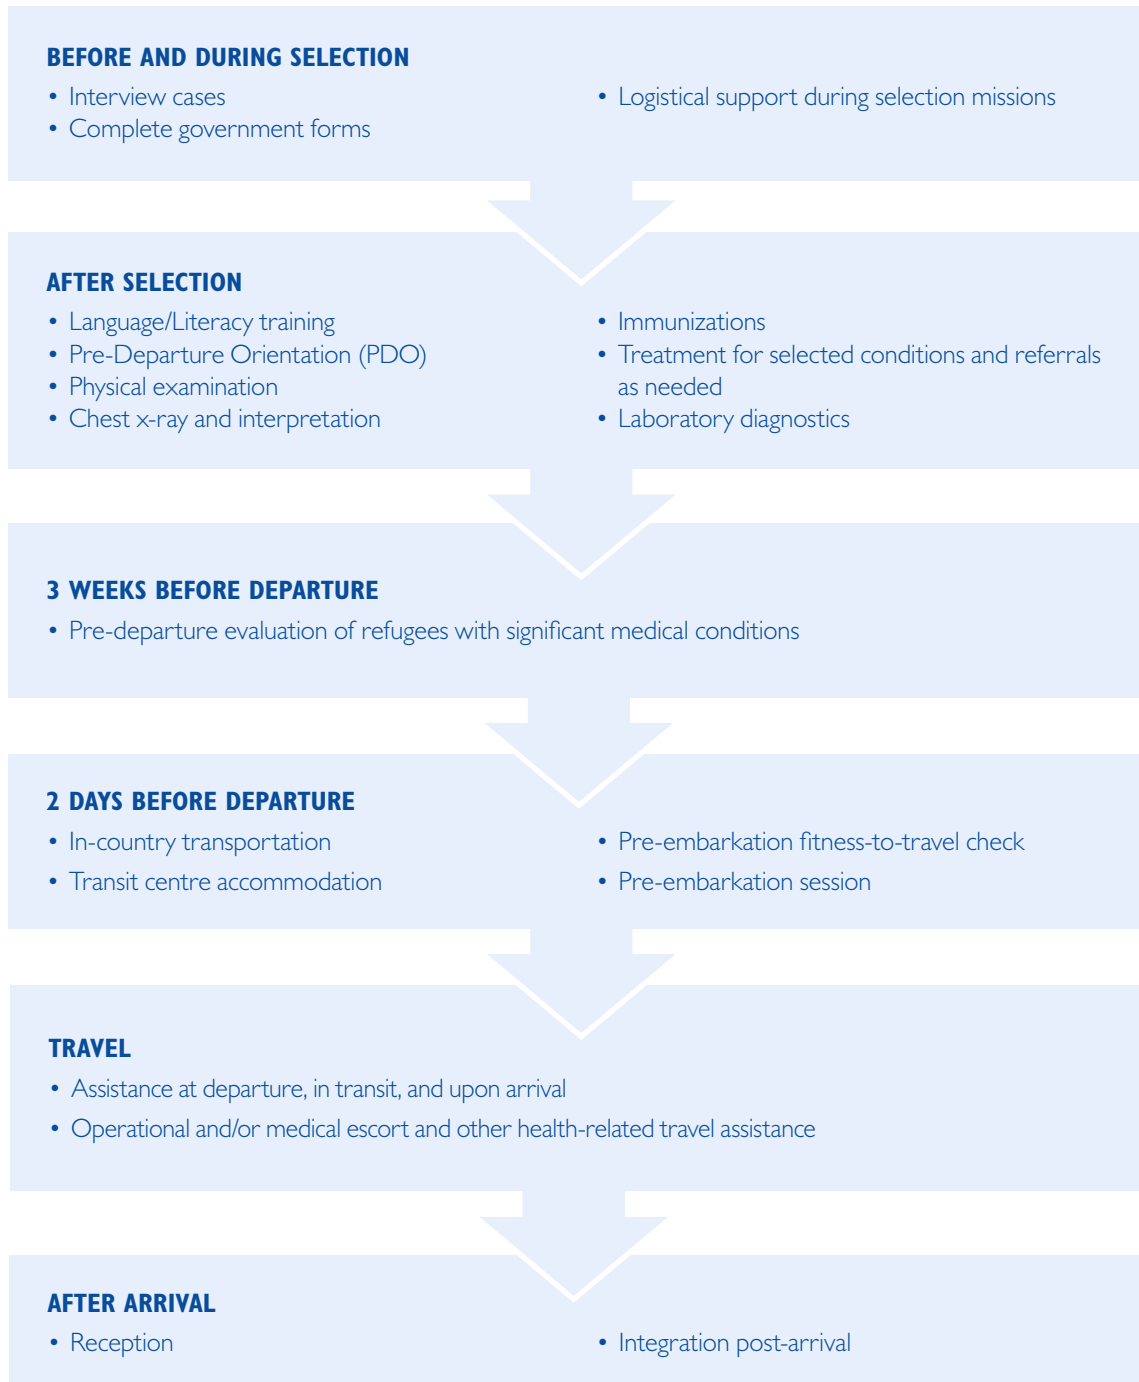 BEFORE AND DURING SELECTION
• Interview cases
• Complete government forms
• Logistical support during selection missions
AFTER SELECTION
• Language/Literacy training
• Pre-Departure Orientation (PDO)
• Physical examination
• Chest x-ray and interpretation
• Immunizations
• Treatment for selected conditions and referrals
as needed
• Laboratory diagnostics
3 WEEKS BEFORE DEPARTURE
• Pre-departure evaluation of refugees with significant medical conditions
2 DAYS BEFORE DEPARTURE
• In-country transportation
• Transit centre accommodation
• Pre-embarkation fitness-to-travel check
• Pre-embarkation session
TRAVEL
• Assistance at departure, in transit, and upon arrival
• Operational and/or medical escort and other health-related travel assistance
AFTER ARRIVAL
• Reception
• Integration post-arrival